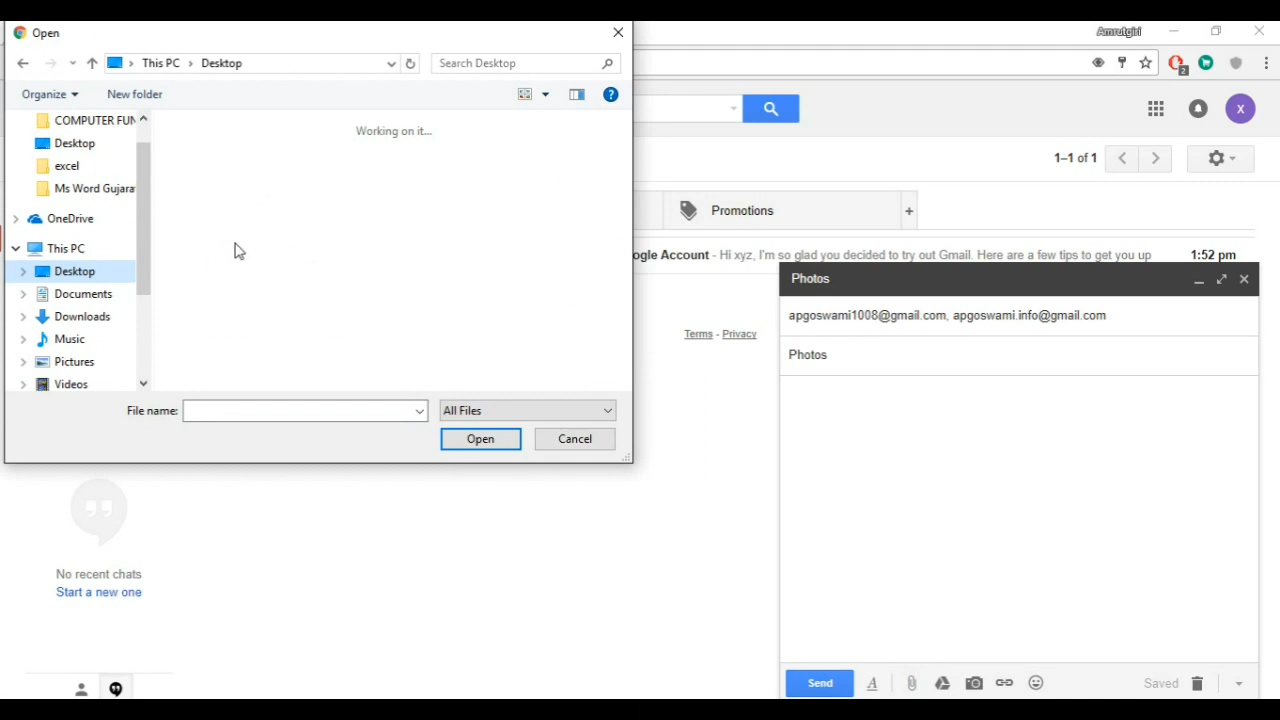 Open
This PC > Desktop
Search Desktop
Organize
New folder
COMPUTER FUN
Desktop
excel
Ms Word Gujara
OneDrive
This PC
Desktop
Documents
Downloads
Music
Pictures
Videos
Working on it...
File name:
All Files
Open
Cancel
No recent chats
Start a new one
Amrutgiri
2
X
1–1 of 1
Promotions
+
ogle Account - Hi xyz, I'm so glad you decided to try out Gmail. Here are a few tips to get you up
1:52 pm
Terms - Privacy
Photos
apgoswami1008@gmail.com, apgoswami.info@gmail.com
Photos
Send
A
Saved